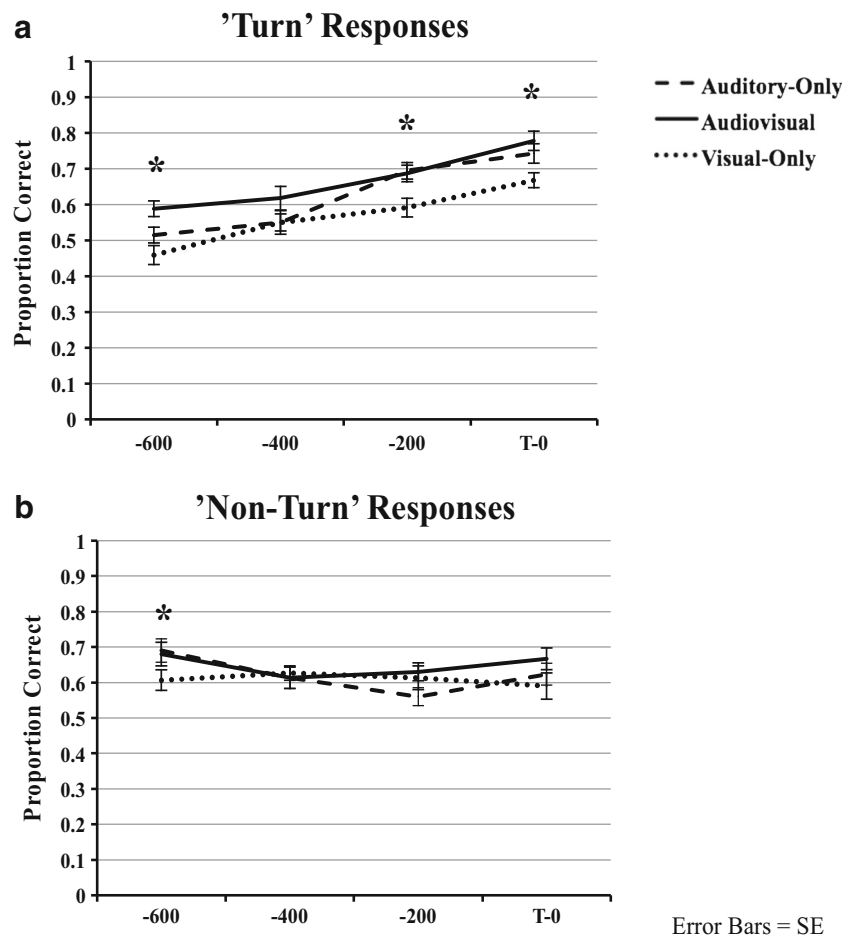 a
’Turn’ Responses
1
0.9
0.8
0.7
0.6
0.5
0.4
0.3
0.2
0.1
0
Proportion Correct
*
*
*
-600 -400 -200 T-0
Auditory-Only
Audiovisual
Visual-Only
b
’Non-Turn’ Responses
1
0.9
0.8
0.7
0.6
0.5
0.4
0.3
0.2
0.1
0
Proportion Correct
*
-600 -400 -200 T-0
Error Bars = SE